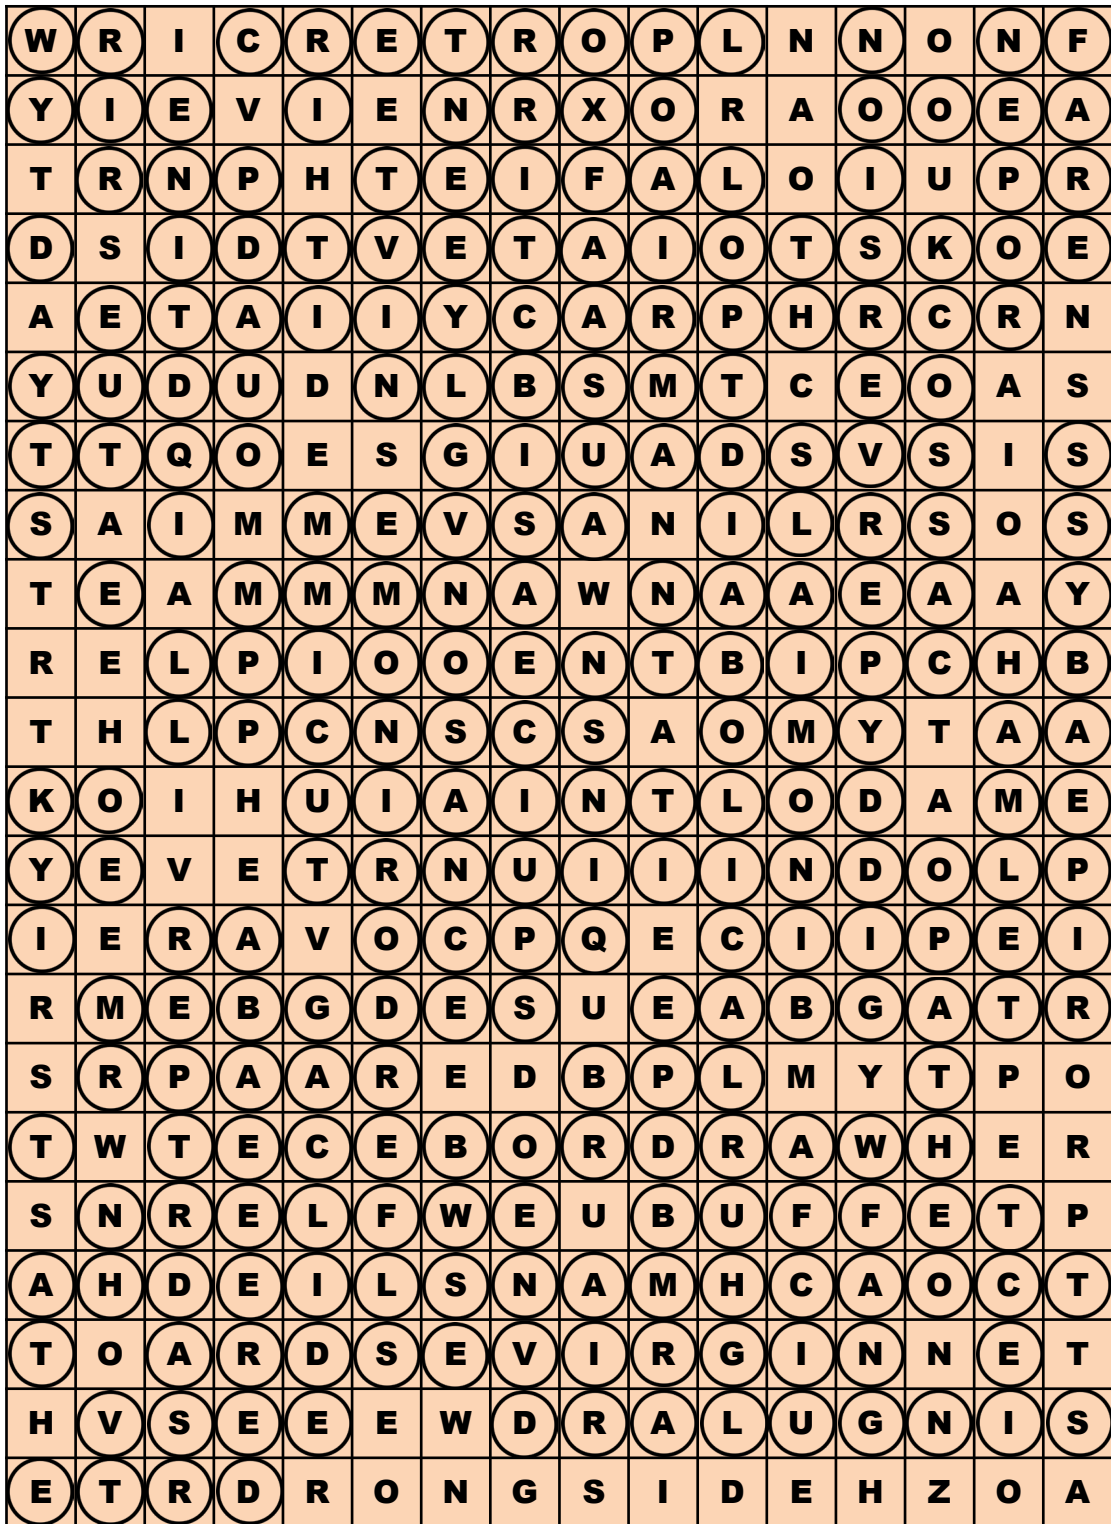 W R I C R E T R O P L N N O N F
Y I E V I E N R X O R A O O E A
T R N P H T E I F A L O I U P R
D S I D T V E T A I O T S K O E
A E T A I I Y C A R P H R C R N
Y U D U D N L B S M T C E O A S
T T Q O E S G I U A D S V S I S
S A I M M E V S A N I L R S O S
T E A M M M N A W N A A E A A Y
R E L P I O O E N T B I P C H B
T H L P C N S C S A O M Y T A A
K O I H U I A I N T L O D A M E
Y E V E T R N U I I I N D O L P
I E R A V O C P Q E C I I P E I
R M E B G D E S U E A B G A T R
S R P A A R E D B P L M Y T P O
T W T E C E B O R D R A W H E R
S N R E L F W E U B U F F E T P
A H D E I L S N A M H C A O C T
T O A R D S E V I R G I N N E T
H V S E E E W D R A L U G N I S
E T R D R O N G S I D E H Z O A